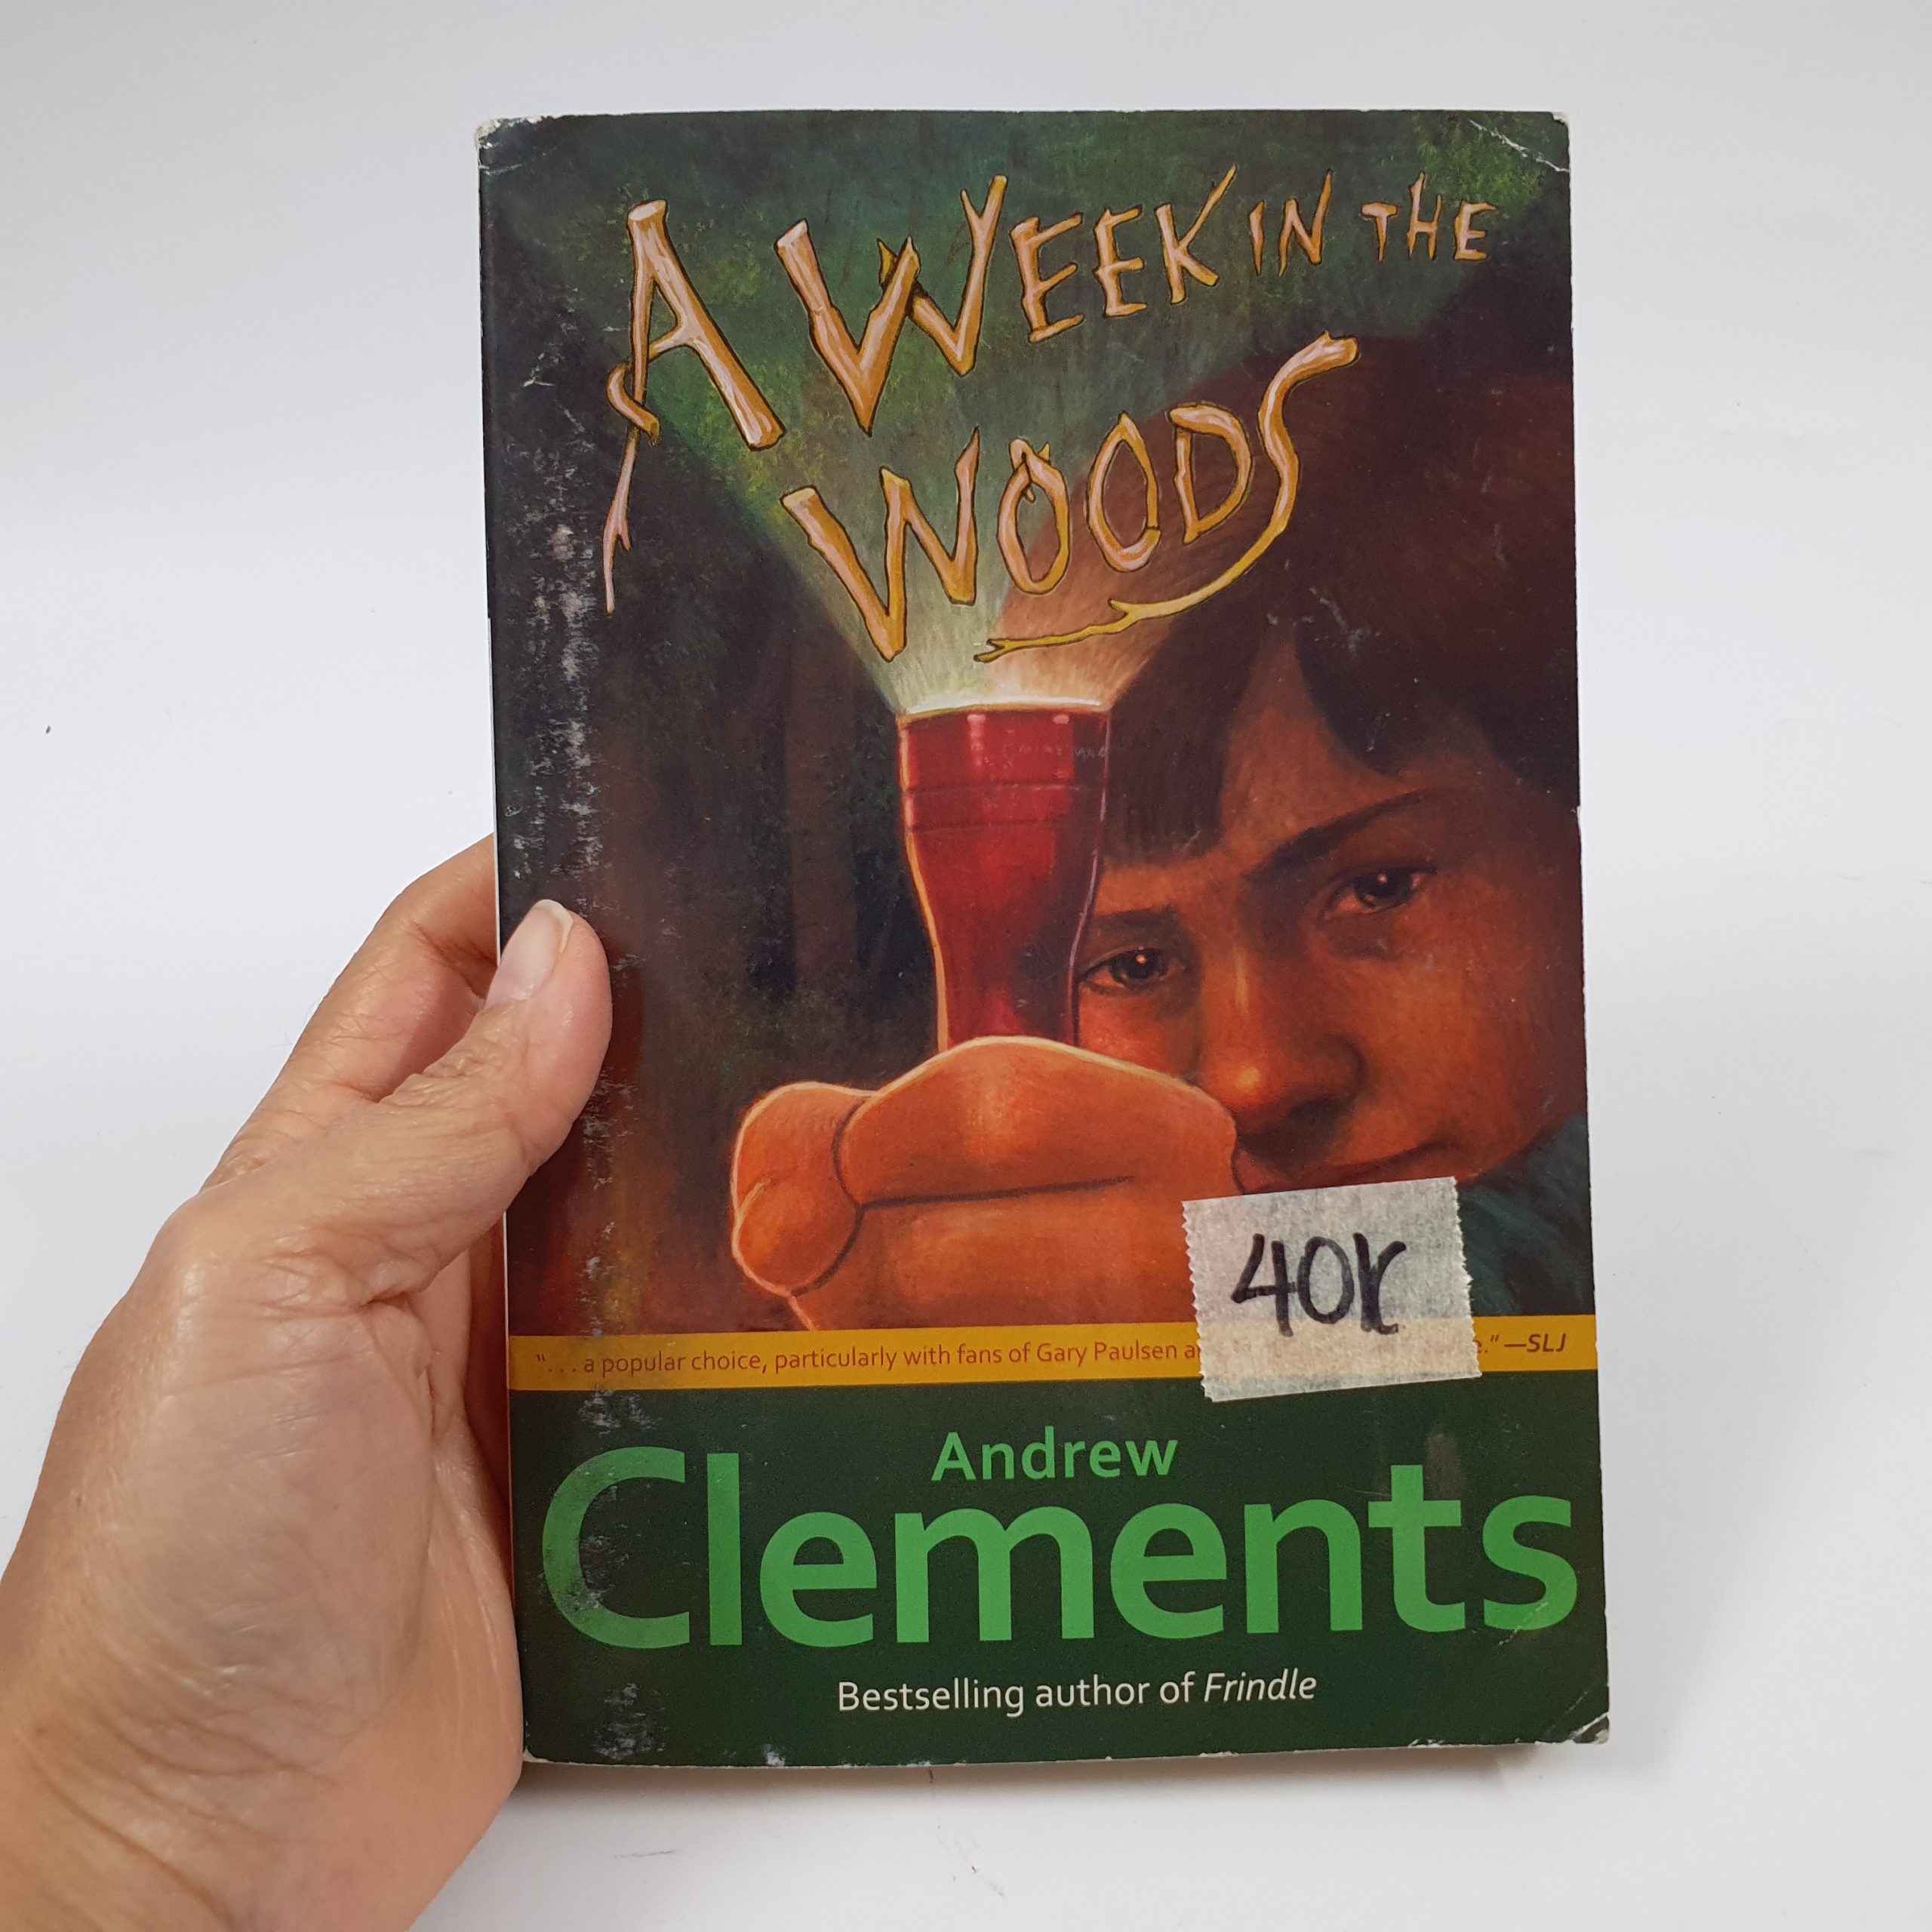 A WEEK IN THE
WOODS
40k
". . . a popular choice, particularly with fans of Gary Paulsen ." —SLJ
Andrew
Clements
Bestselling author of Frindle